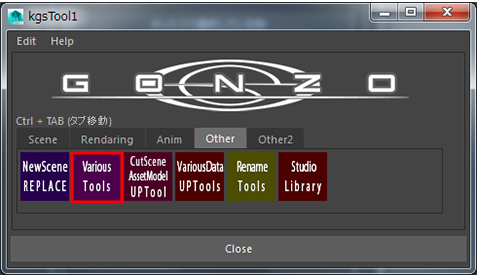 kgsTool1
Edit Help
GONZO
Ctrl + TAB (タブ移動)
Scene Rendaring Anim Other Other2
NewScene REPLACE
Various Tools
CutScene AssetModel UPTool
VariousData UPTools
Rename Tools
Studio Library
Close